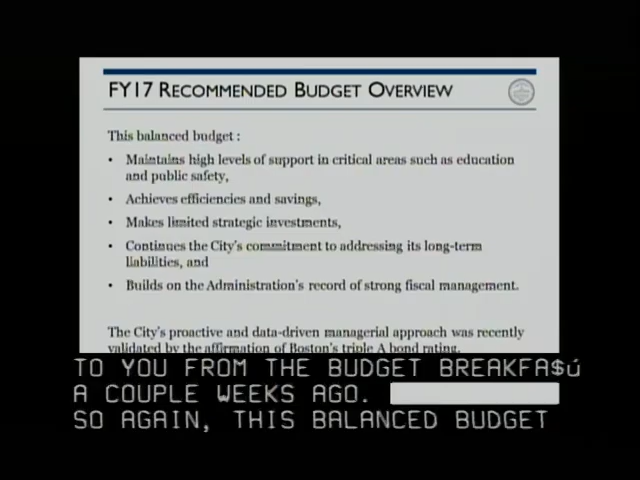 FY17 RECOMMENDED BUDGET OVERVIEW
This balanced budget :
• Maintains high levels of support in critical areas such as education
and public safety,
• Achieves efficiencies and savings,
• Makes limited strategic investments,
• Continues the City's commitment to addressing its long-term
liabilities, and
• Builds on the Administration's record of strong fiscal management.
The City's proactive and data-driven managerial approach was recently
validated by the affirmation of Boston's triple A bond rating.
TO YOU FROM THE BUDGET BREAKFA$ú
A COUPLE WEEKS AGO.
SO AGAIN, THIS BALANCED BUDGET